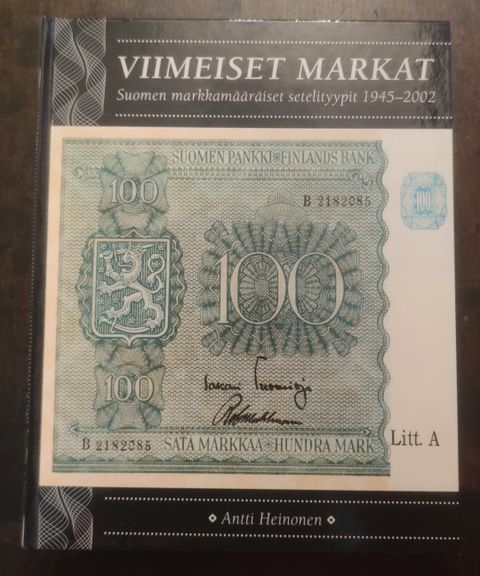 VIIMEISET MARKAT
Suomen markkamääräiset setelityypit 1945–2002
SUOMEN PANKKI·FINLANDS BANK
100
100
B 2182085
100
100
B 2182085
SATA MARKKAA·HUNDRA MARK
Litt. A
Antti Heinonen